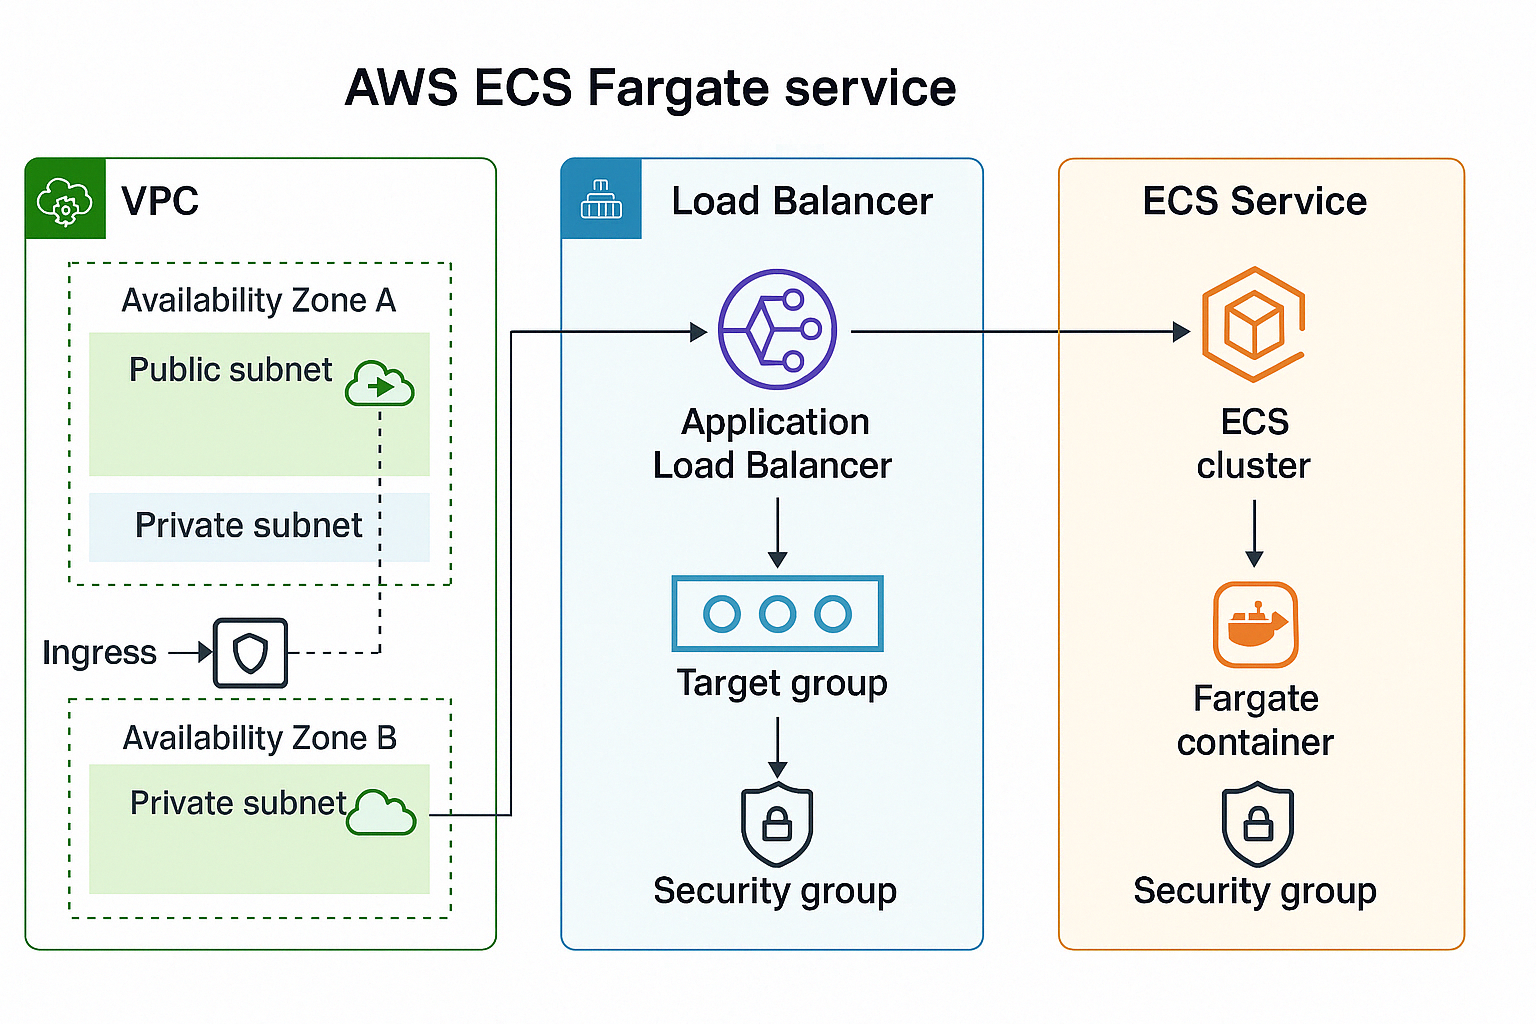 AWS ECS Fargate service
VPC
Availability Zone A
Public subnet
Private subnet
Ingress
Availability Zone B
Private subnet
Load Balancer
Application
Load Balancer
Target group
Security group
ECS Service
ECS
cluster
Fargate
container
Security group